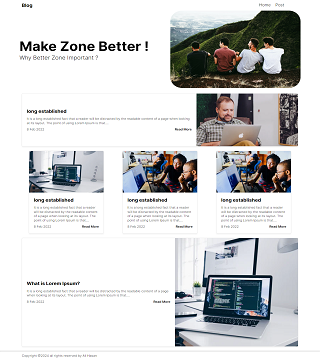 Blog
Home Post
Make Zone Better !
Why Better Zone Important ?
long established
It is a long established fact that a reader will be distracted by the readable content of a page when looking
at its layout. The point of using Lorem Ipsum is that ...
8 Feb 2022
Read More
long established
It is a long established fact that a reader
will be distracted by the readable content
of a page when looking at its layout. The
point of using Lorem Ipsum is that ...
8 Feb 2022
Read More
long established
It is a long established fact that a reader
will be distracted by the readable content
of a page when looking at its layout. The
point of using Lorem Ipsum is that ...
8 Feb 2022
Read More
long established
It is a long established fact that a reader
will be distracted by the readable content
of a page when looking at its layout. The
point of using Lorem Ipsum is that ...
8 Feb 2022
Read More
What is Lorem Ipsum?
It is a long established fact that a reader will be distracted by the readable content of a page
when looking at its layout. The point of using Lorem Ipsum is that ...
8 Feb 2022
Read More